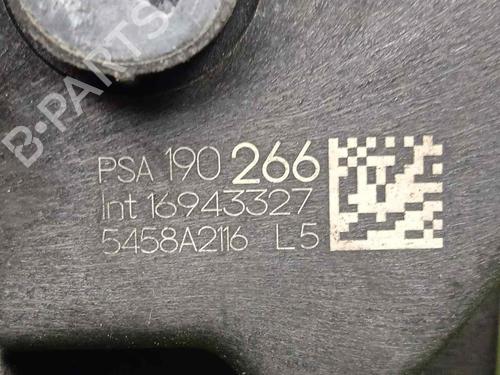 B-PARTS
PSA 190 266
Int 16943327
5458A2116 L5